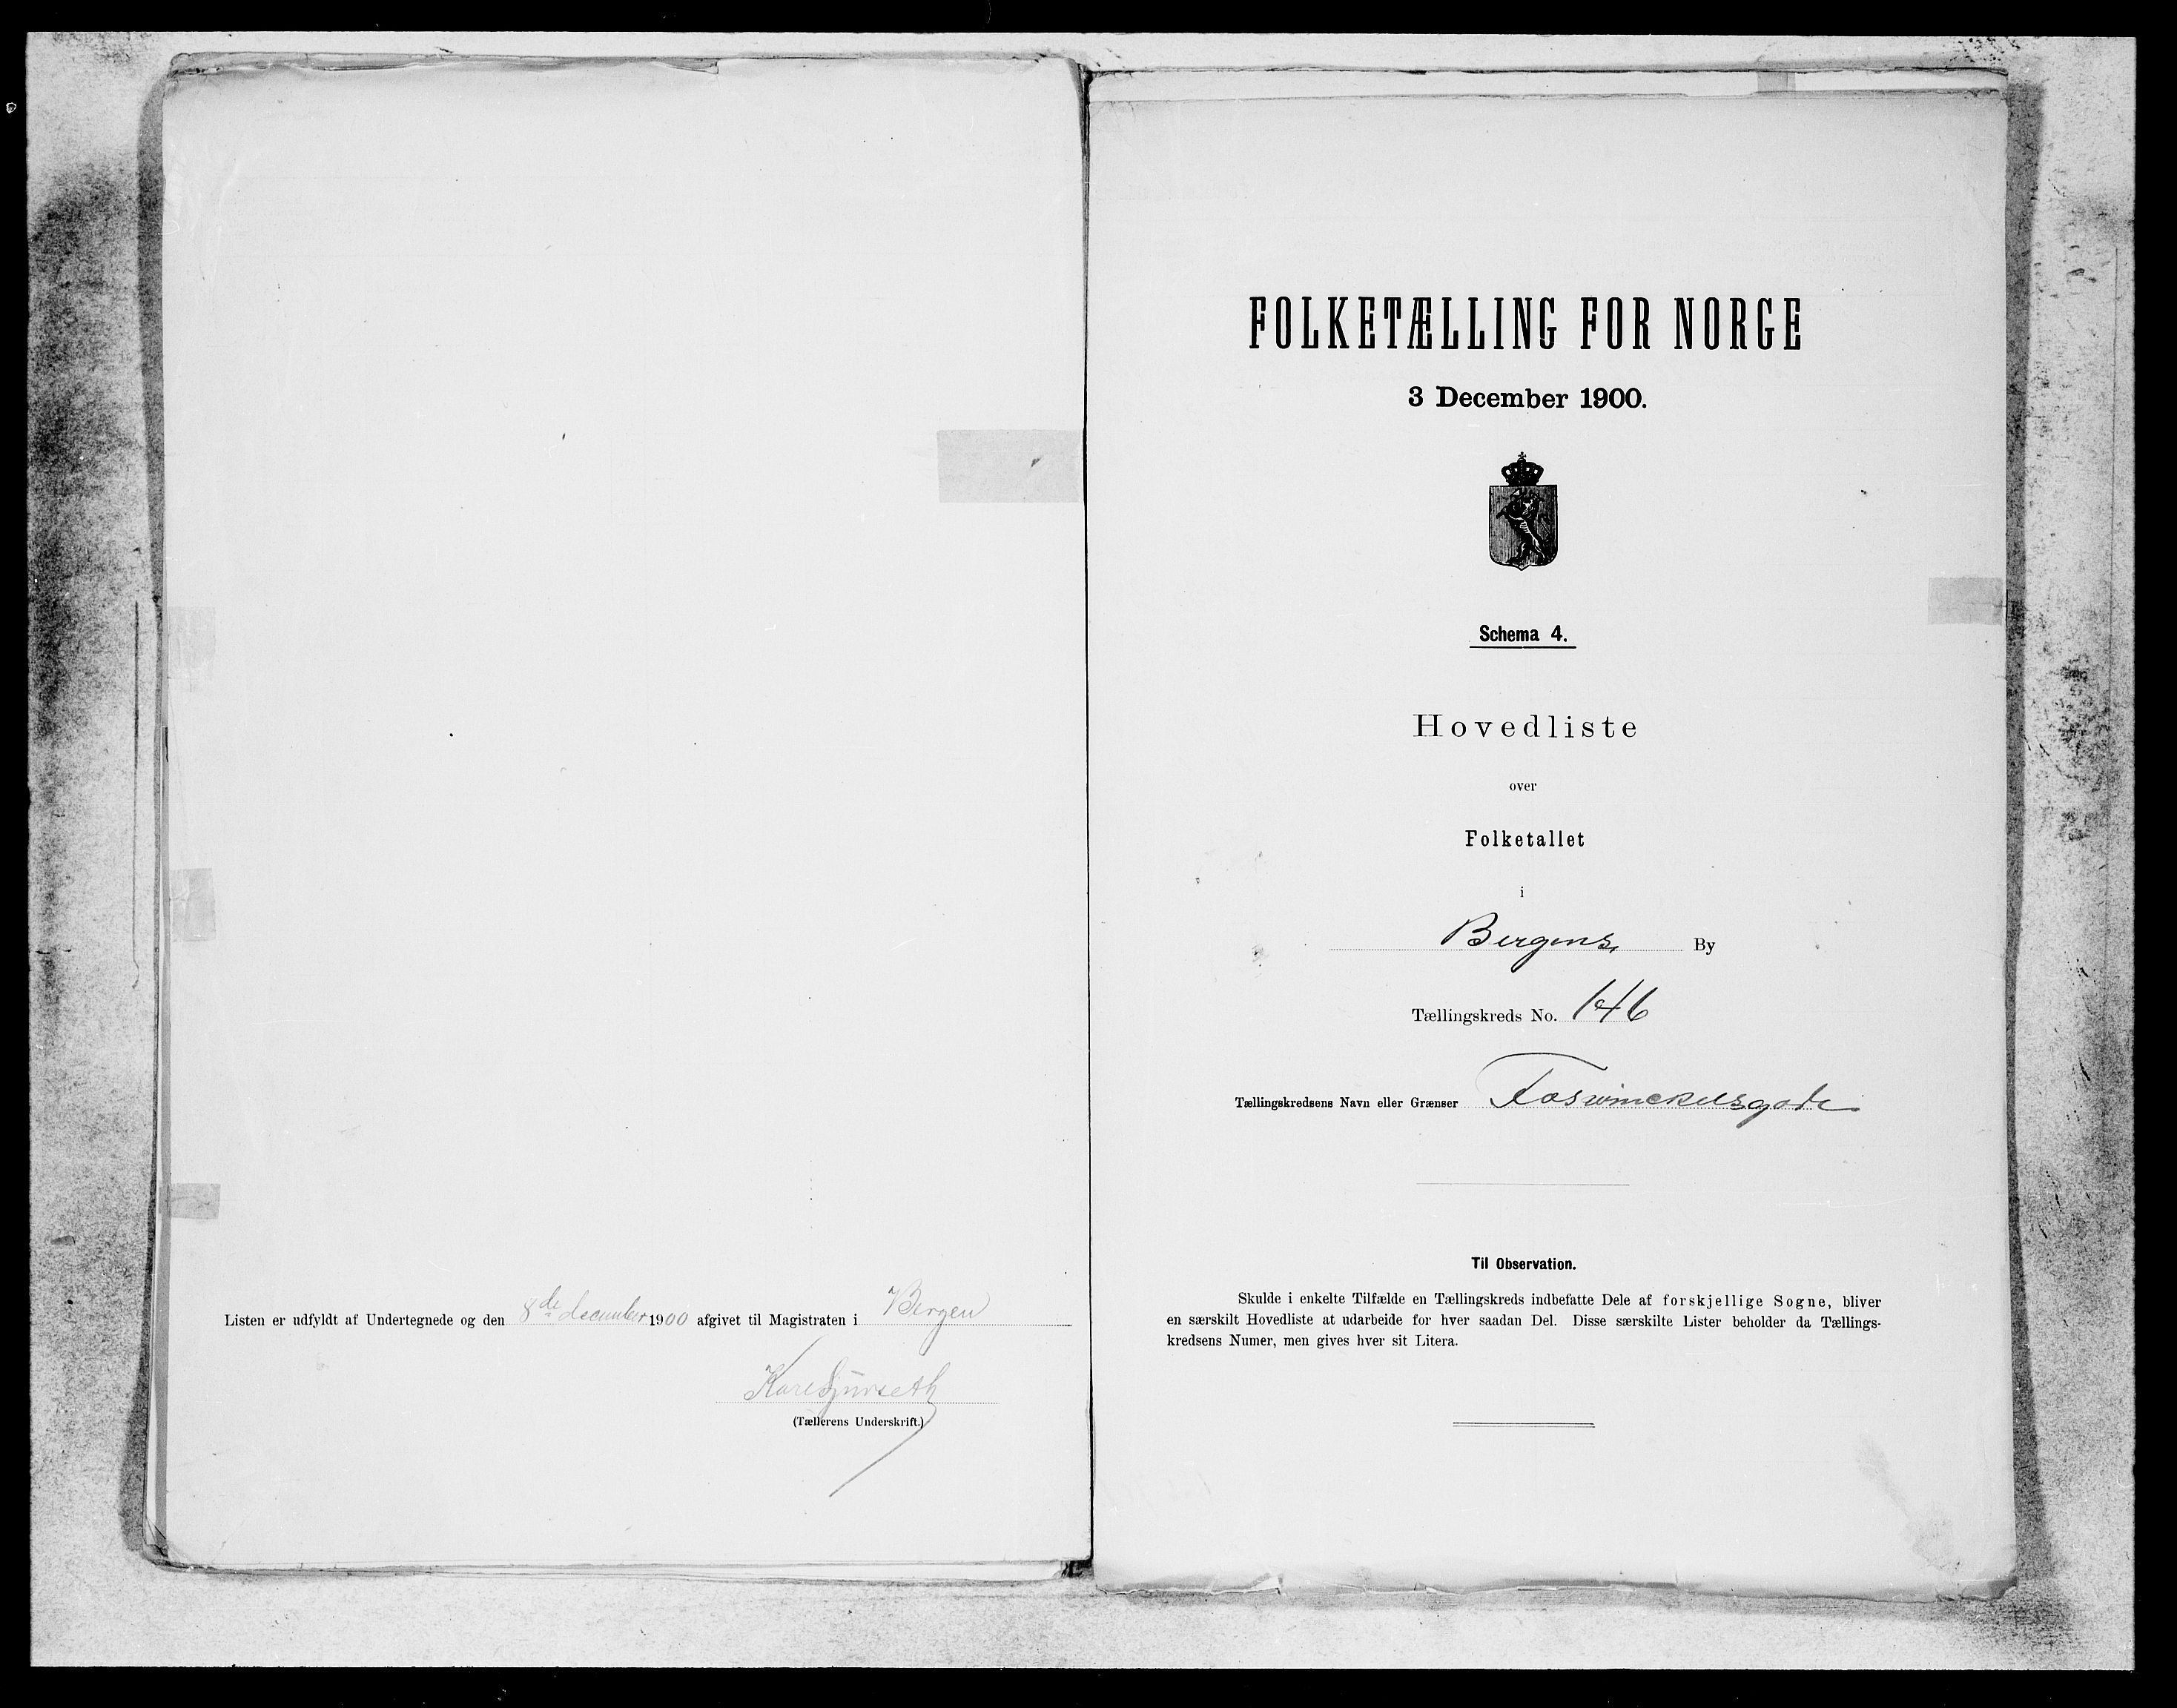 Listen er udfyldt af Undertegnede og den 8de december 1900 afgivet til Magistraten i Bergen
(Tællerens Underskrift.)
FOLKETÆLLING FOR NORGE
3 December 1900.
Schema 4.
Hovedliste
over
Folketallet
i
Bergens By
Tællingskreds No. 146
Tællingskredsens Navn eller Grænser Foswinckelsgade
Til Observation.
Skulde i enkelte Tilfælde en Tællingskreds indbefatte Dele af forskjellige Sogne, bliver
en særskilt Hovedliste at udarbeide for hver saadan Del. Disse særskilte Lister beholder da Tællings-
kredsens Numer, men gives hver sit Litera.